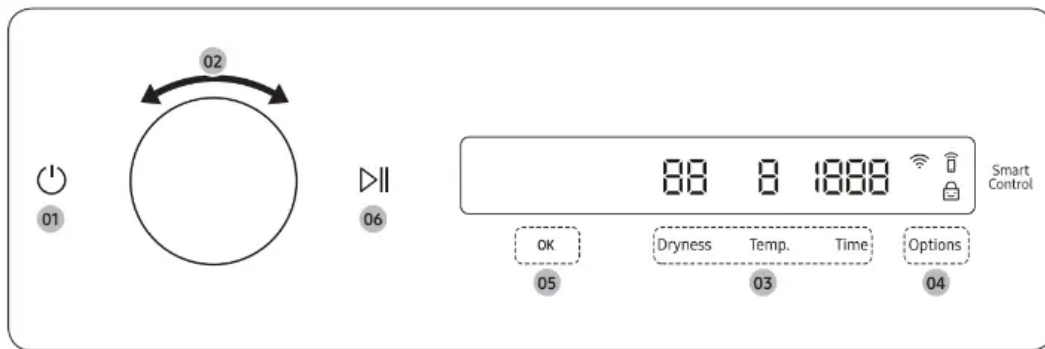 02
01
06
88 8 1888
Smart
Control
OK
Dryness Temp. Time
Options
05
03
04